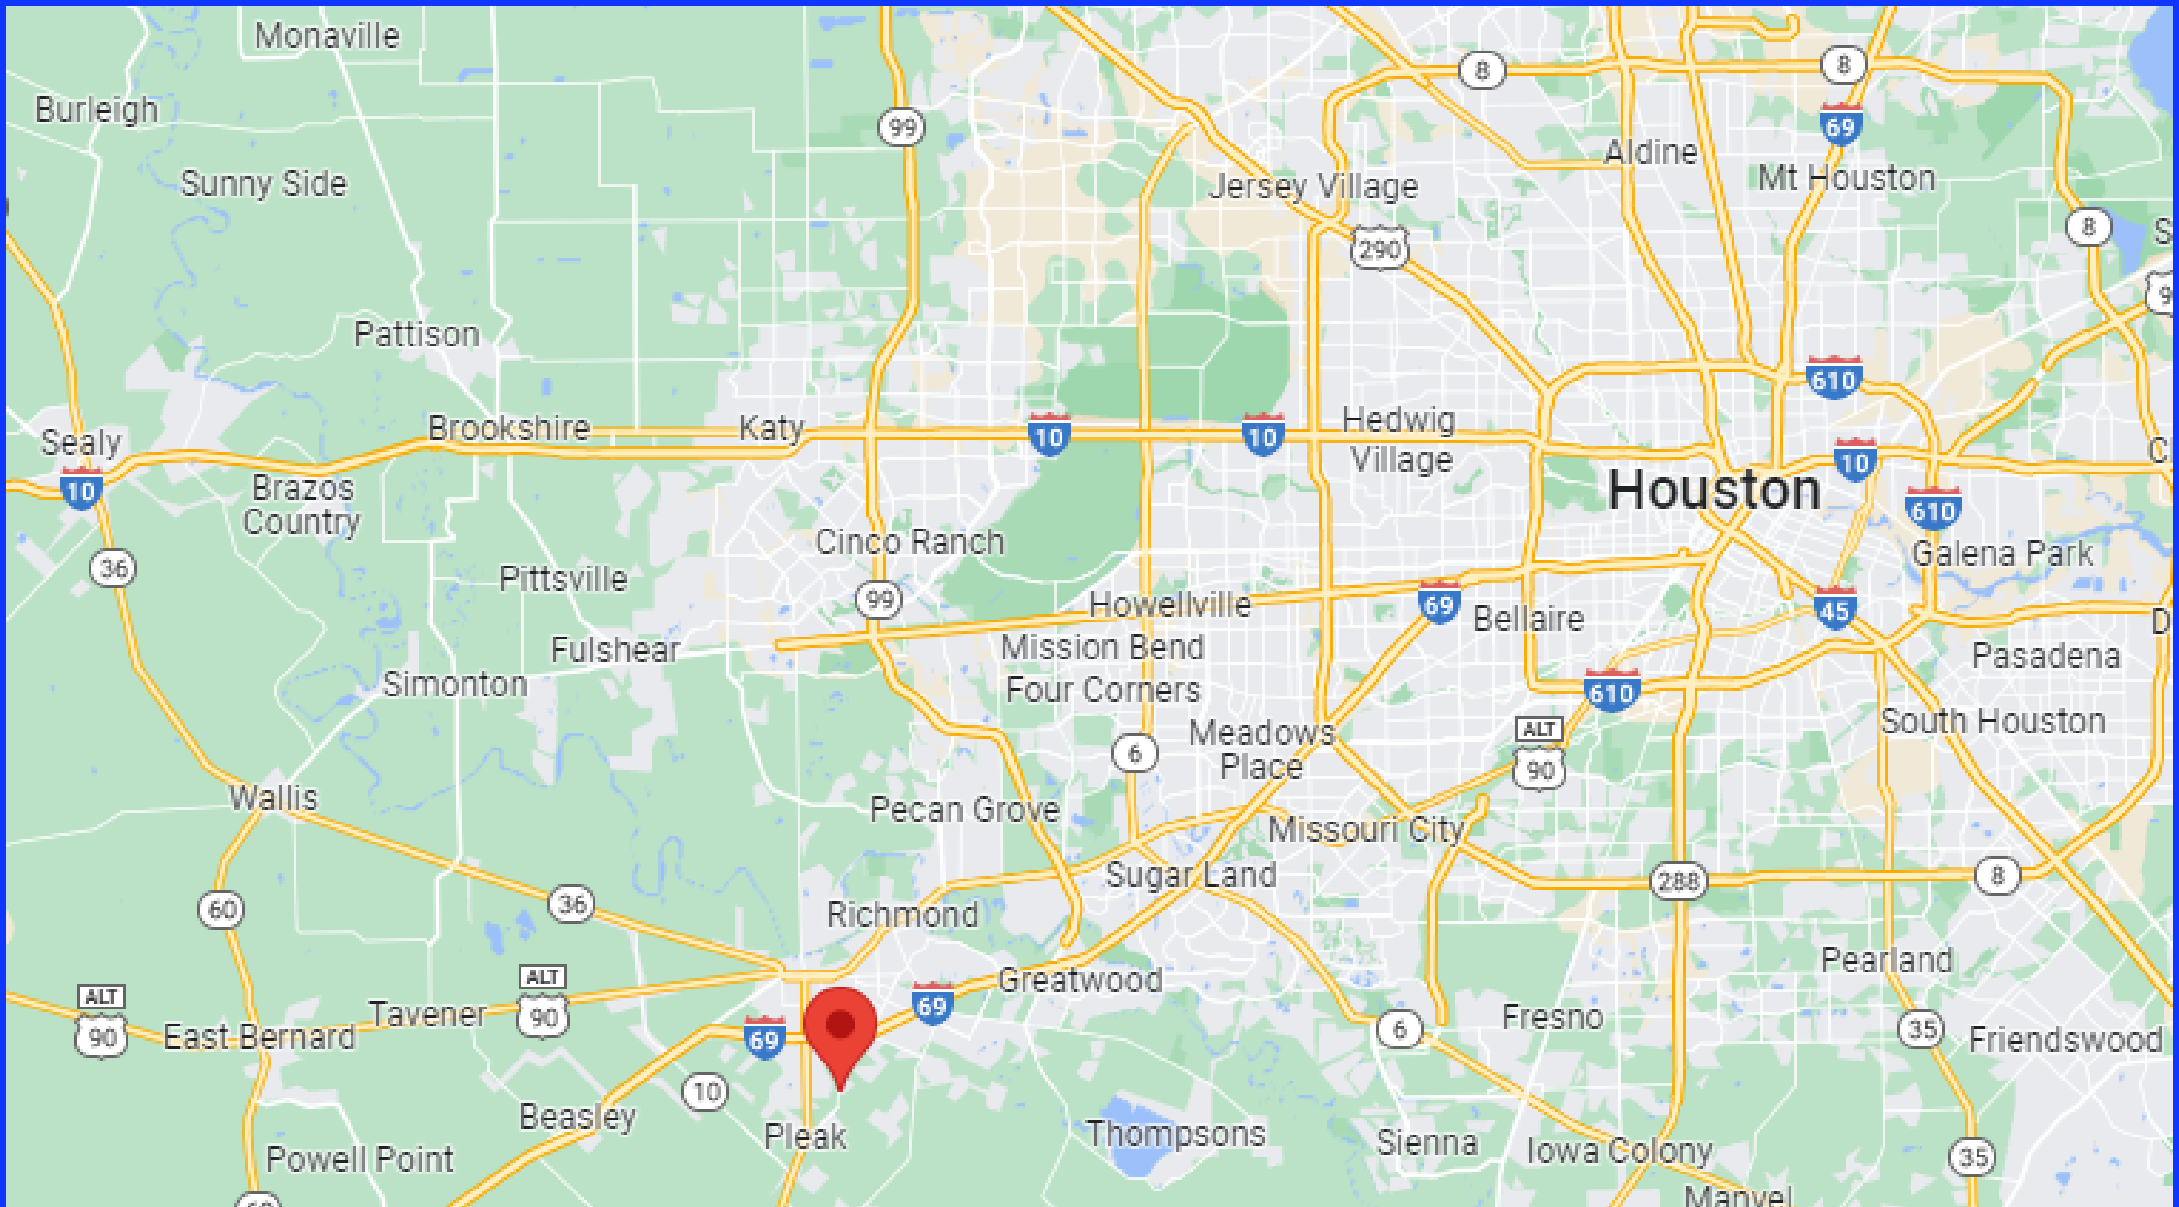 Monaville
8
8
Burleigh
99
69
Aldine
Mt Houston
Sunny Side
Jersey Village
8
290
Pattison
610
Brookshire
Katy
10
10
Hedwig
Village
Sealy
10
10
Houston
Brazos
Country
610
36
Cinco Ranch
Galena Park
Pittsville
99
Howellville
69
Bellaire
45
Fulshear
Mission Bend
Pasadena
Simonton
Four Corners
610
South Houston
Meadows
Place
ALT
90
6
Wallis
Pecan Grove
Missouri City
Sugar Land
288
8
60
36
Richmond
Pearland
Greatwood
ALT
90
ALT
90
Tavener
East Bernard
69
69
6
Fresno
35
Friendswood
10
Beasley
Pleak
Thompsons
Sienna
Iowa Colony
35
Powell Point
Manvel